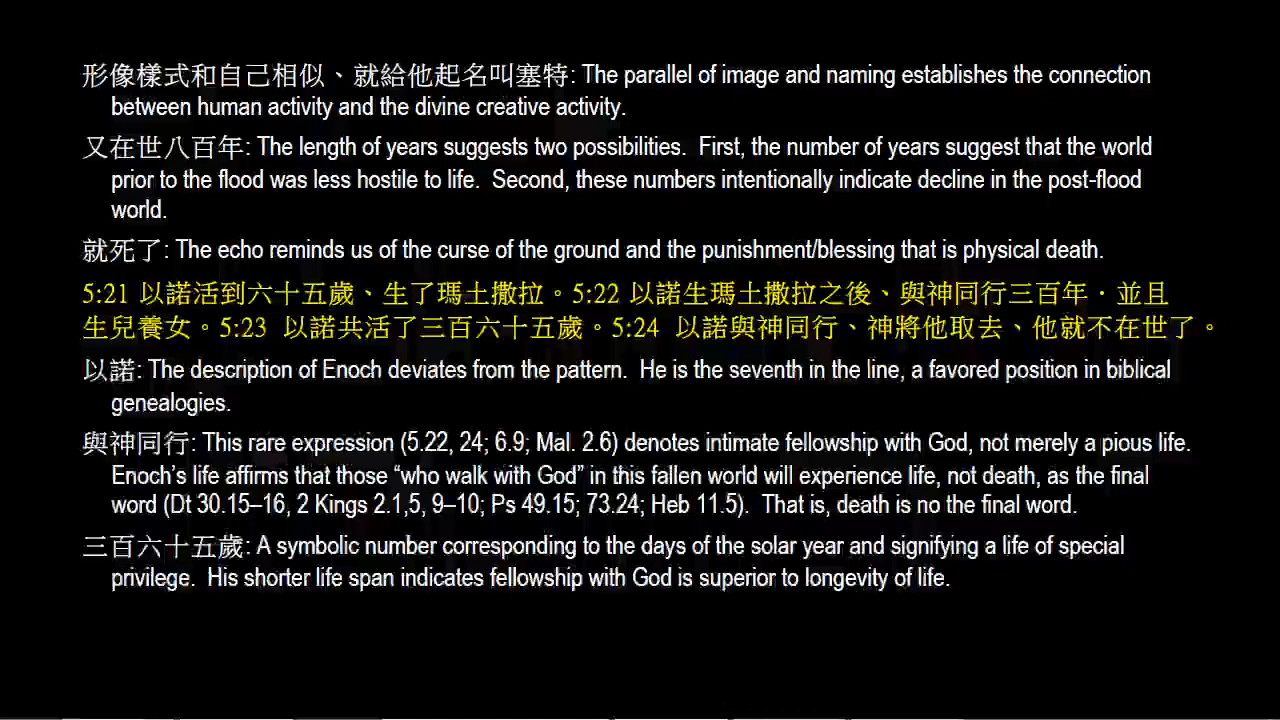 形像樣式和自己相似、就給他起名叫塞特: The parallel of image and naming establishes the connection
between human activity and the divine creative activity.
又在世八百年: The length of years suggests two possibilities.  First, the number of years suggest that the world
prior to the flood was less hostile to life.  Second, these numbers intentionally indicate decline in the post-flood
world.
就死了: The echo reminds us of the curse of the ground and the punishment/blessing that is physical death.
5:21 以諾活到六十五歲、生了瑪土撒拉。5:22 以諾生瑪土撒拉之後、與神同行三百年．並且
生兒養女。5:23 以諾共活了三百六十五歲。5:24 以諾與神同行、神將他取去、他就不在世了。
以諾: The description of Enoch deviates from the pattern.  He is the seventh in the line, a favored position in biblical
genealogies.
與神同行: This rare expression (5.22, 24; 6.9; Mal. 2.6) denotes intimate fellowship with God, not merely a pious life.
Enoch’s life affirms that those “who walk with God” in this fallen world will experience life, not death, as the final
word (Dt 30.15–16, 2 Kings 2.1,5, 9–10; Ps 49.15; 73.24; Heb 11.5).  That is, death is no the final word.
三百六十五歲: A symbolic number corresponding to the days of the solar year and signifying a life of special
privilege.  His shorter life span indicates fellowship with God is superior to longevity of life.